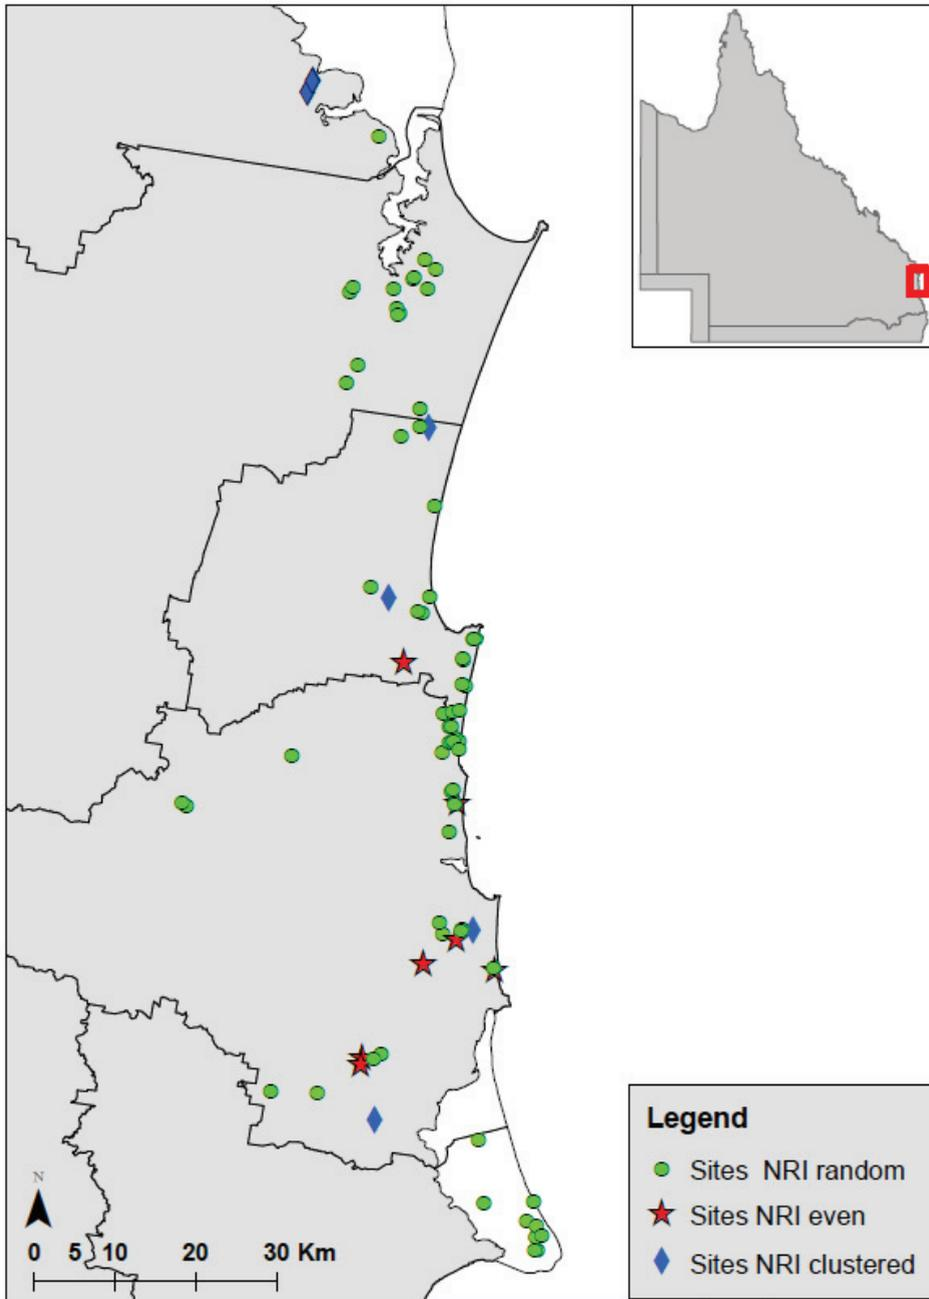 Legend
Sites NRI random
Sites NRI even
Sites NRI clustered
N
0 5 10 20 30 Km